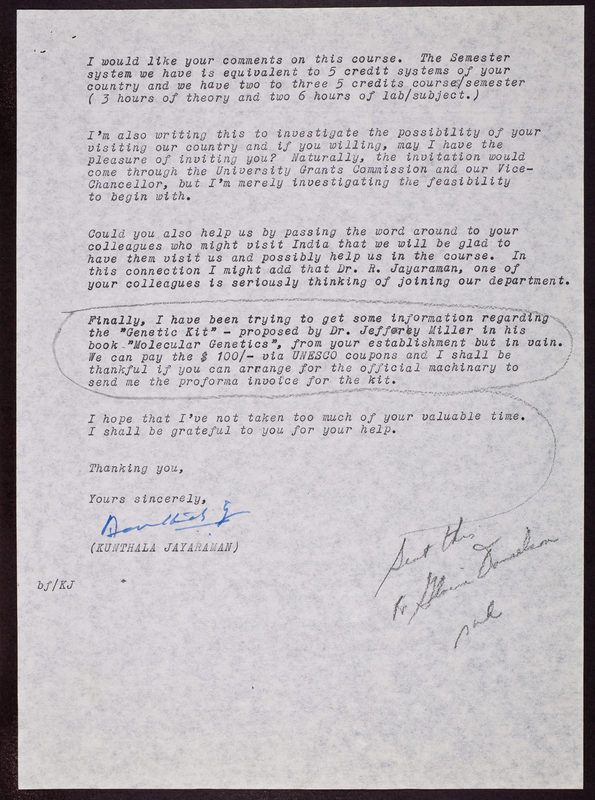 I would like your comments on this course.  The Semester
system we have is equivalent to 5 credit systems of your
country and we have two to three 5 credits course/semester
( 3 hours of theory and two 6 hours of lab/subject.)
I'm also writing this to investigate the possibility of your
visiting our country and if you willing, may I have the
pleasure of inviting you?  Naturally, the invitation would
come through the University Grants Commission and our Vice-
Chancellor, but I'm merely investigating the feasibility
to begin with.
Could you also help us by passing the word around to your
colleagues who might visit India that we will be glad to
have them visit us and possibly help us in the course.  In
this connection I might add that Dr. R. Jayaraman, one of
your colleagues is seriously thinking of joining our department.
Finally, I have been trying to get some information regarding
the "Genetic Kit" - proposed by Dr. Jefferey Miller in his
book "Molecular Genetics", from your establishment but in vain.
We can pay the $ 100/- via UNESCO coupons and I shall be
thankful if you can arrange for the official machinary to
send me the proforma invoice for the kit.
I hope that I've not taken too much of your valuable time.
I shall be grateful to you for your help.
Thanking you,
Yours sincerely,
(KUNTHALA JAYARAMAN)
bf/KJ
Sent this
to Gloria Danielson